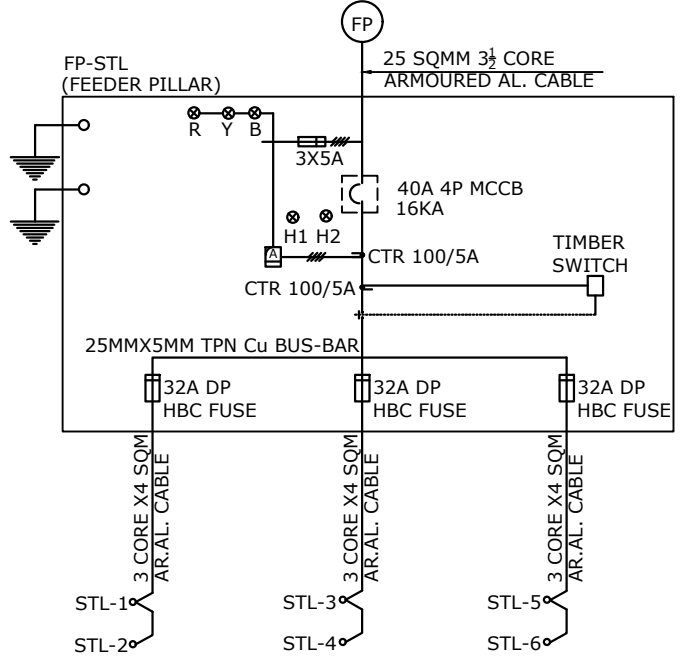 FP
25 SQMM 3½ CORE
ARMOURED AL. CABLE
FP-STL
(FEEDER PILLAR)
R Y B
3X5A
40A 4P MCCB
16KA
H1 H2
A
CTR 100/5A
TIMBER
SWITCH
CTR 100/5A
25MMX5MM TPN Cu BUS-BAR
32A DP
HBC FUSE
32A DP
HBC FUSE
32A DP
HBC FUSE
3 CORE X4 SQM
AR.AL. CABLE
3 CORE X4 SQM
AR.AL. CABLE
3 CORE X4 SQM
AR.AL. CABLE
STL-1
STL-2
STL-3
STL-4
STL-5
STL-6